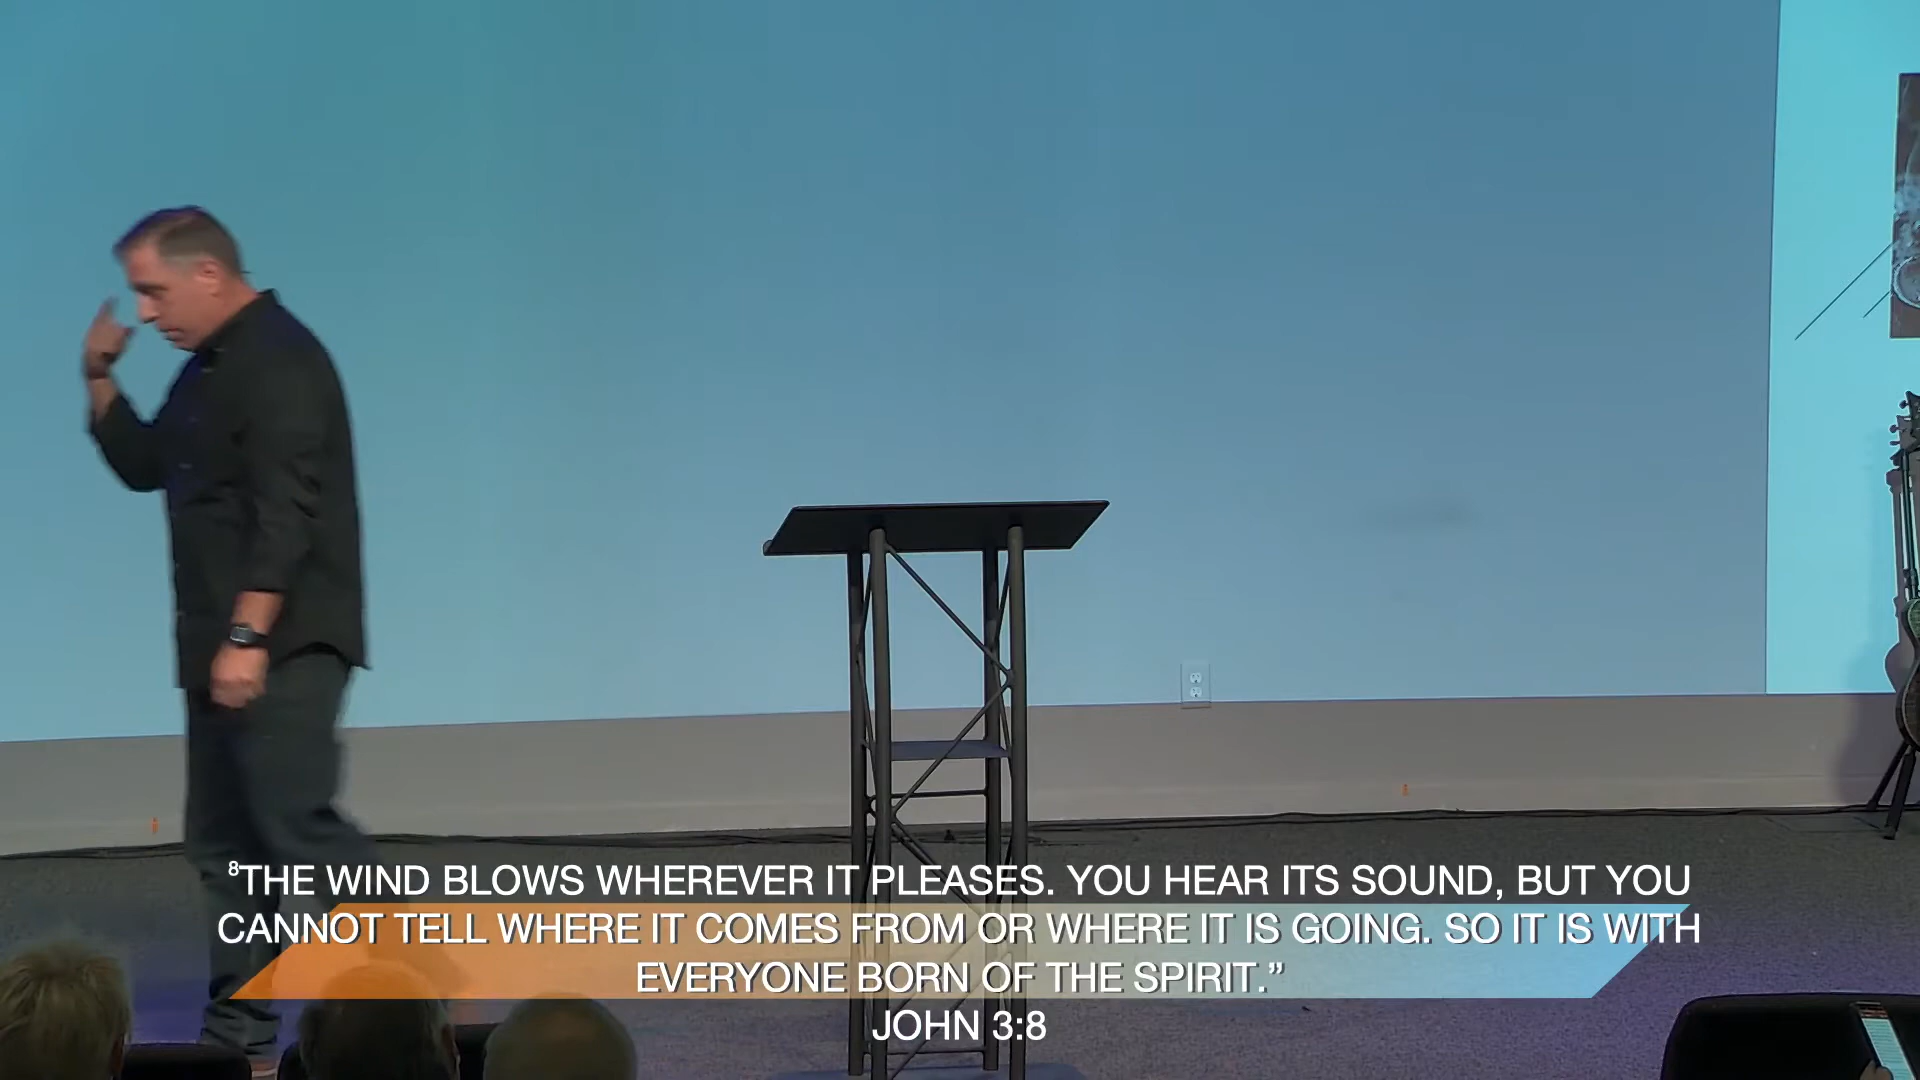 ⁸THE WIND BLOWS WHEREVER IT PLEASES. YOU HEAR ITS SOUND, BUT YOU
CANNOT TELL WHERE IT COMES FROM OR WHERE IT IS GOING. SO IT IS WITH
EVERYONE BORN OF THE SPIRIT.”
JOHN 3:8